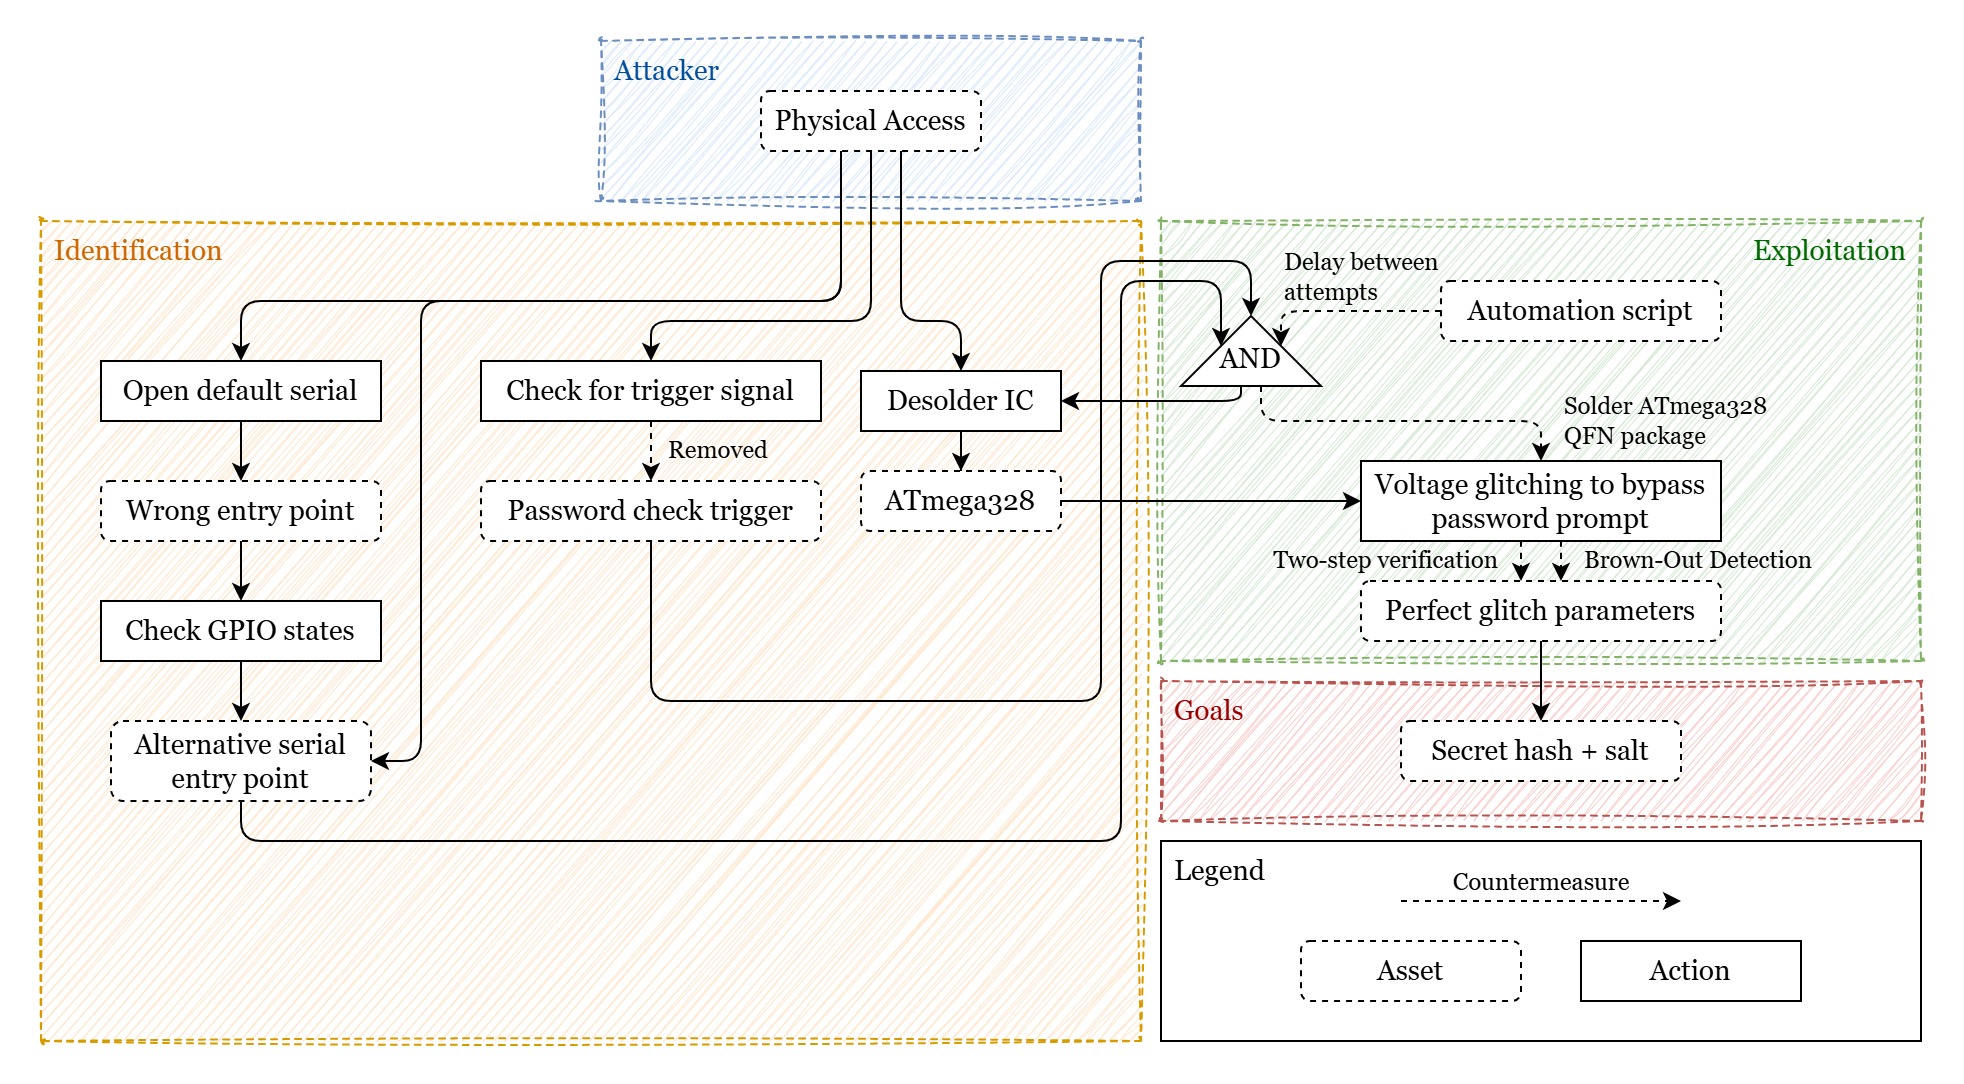 Attacker
Physical Access
Identification
Open default serial
Wrong entry point
Check GPIO states
Alternative serial
entry point
Check for trigger signal
Removed
Password check trigger
Desolder IC
ATmega328
Exploitation
Delay between
attempts
Automation script
AND
Solder ATmega328
QFN package
Voltage glitching to bypass
password prompt
Two-step verification
Brown-Out Detection
Perfect glitch parameters
Goals
Secret hash + salt
Legend
Countermeasure
Asset
Action